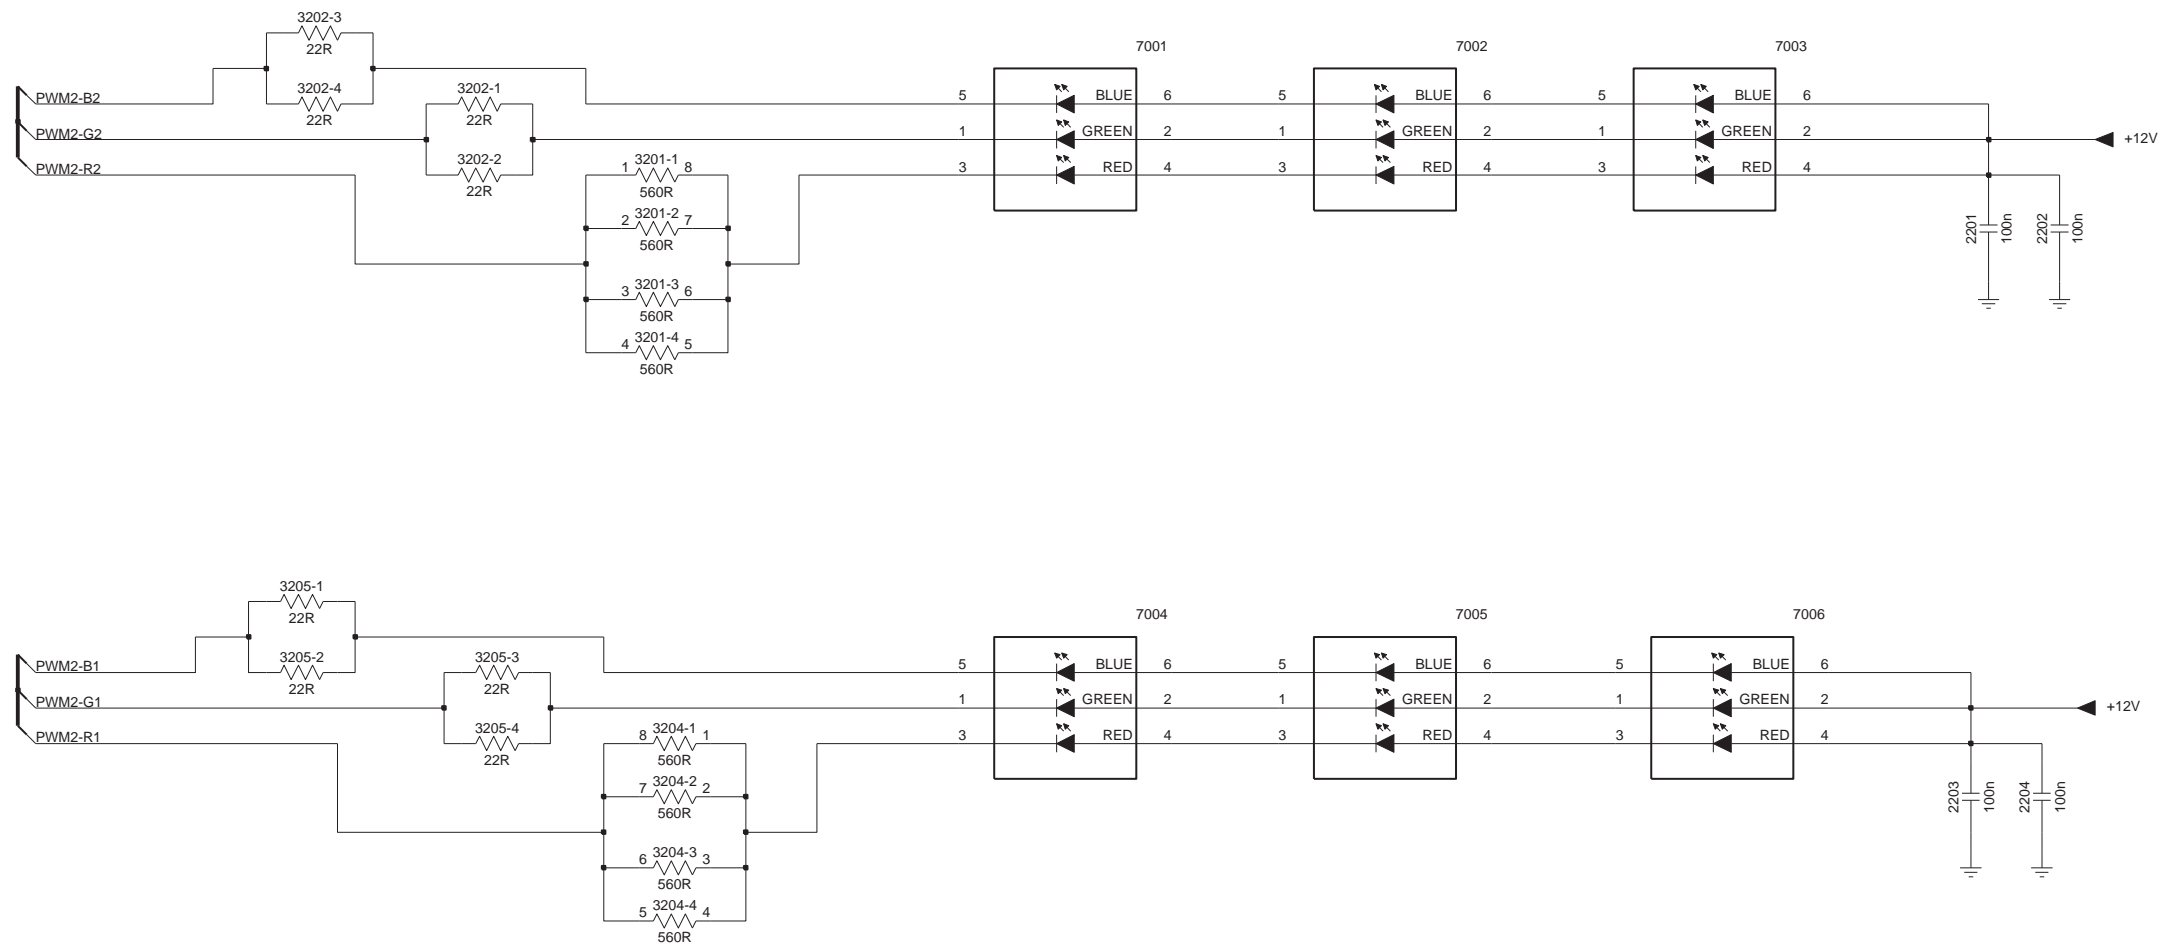 3202-3
22R
3202-4
22R
PWM2-B2
PWM2-G2
PWM2-R2
3202-1
22R
3202-2
22R
1 3201-1 8
560R
2 3201-2 7
560R
3 3201-3 6
560R
4 3201-4 5
560R
7001 7002 7003
5 BLUE 6 5 BLUE 6 5 BLUE 6
1 GREEN 2 1 GREEN 2 1 GREEN 2
3 RED 4 3 RED 4 3 RED 4
+12V
2201 100n 2202 100n
3205-1
22R
3205-2
22R
PWM2-B1
PWM2-G1
PWM2-R1
3205-3
22R
3205-4
22R
8 3204-1 1
560R
7 3204-2 2
560R
6 3204-3 3
560R
5 3204-4 4
560R
7004 7005 7006
5 BLUE 6 5 BLUE 6 5 BLUE 6
1 GREEN 2 1 GREEN 2 1 GREEN 2
3 RED 4 3 RED 4 3 RED 4
+12V
2203 100n 2204 100n